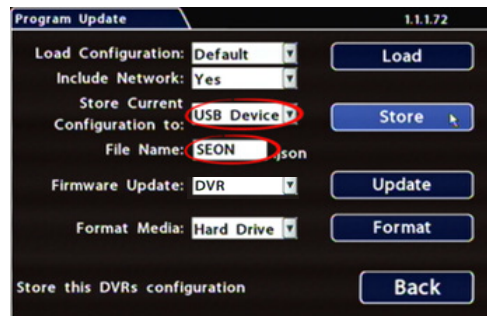 Program Update 1.1.1.72
Load Configuration: Default Load
Include Network: Yes
Store Current
Configuration to: USB Device Store
File Name: SEON .json
Firmware Update: DVR Update
Format Media: Hard Drive Format
Store this DVRs configuration Back